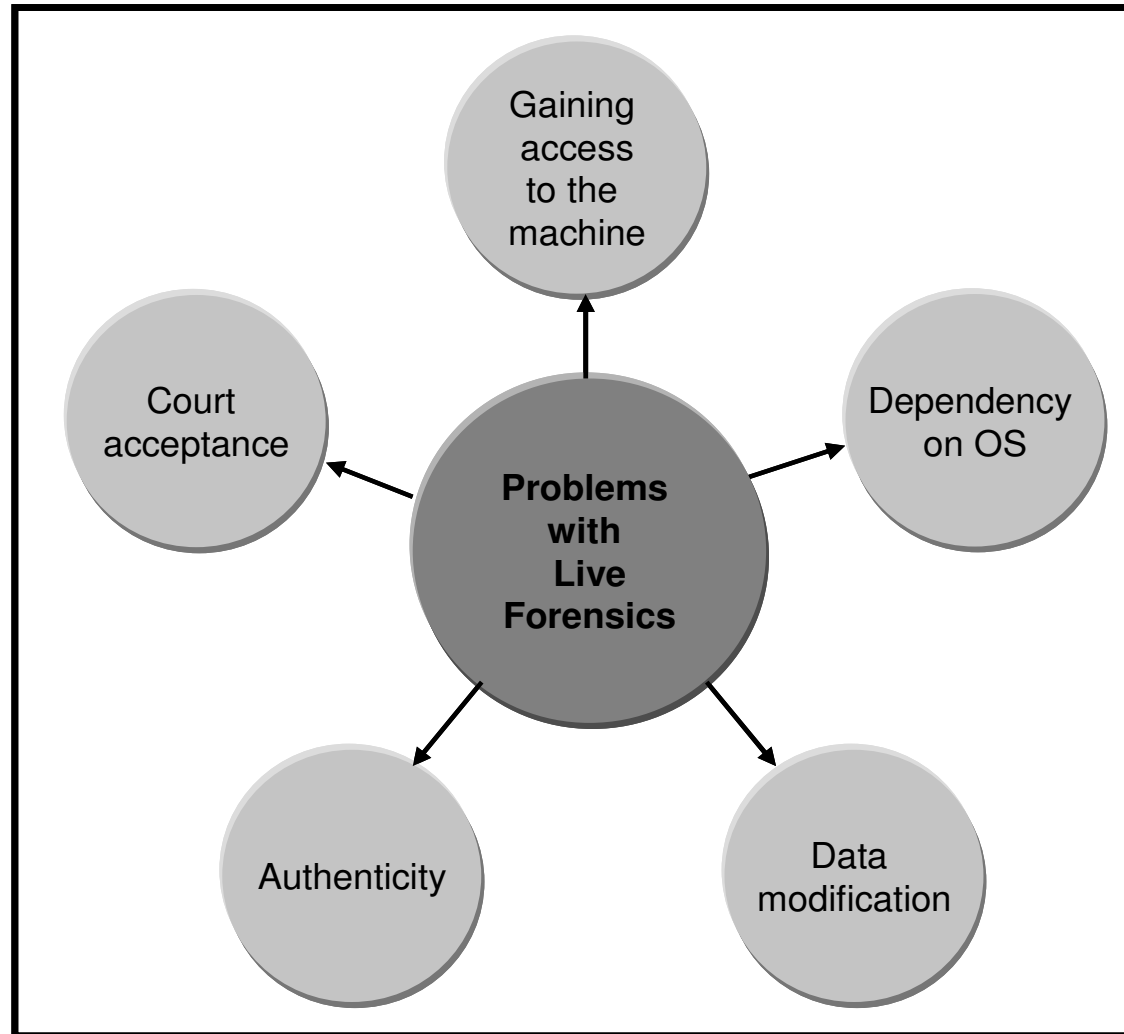 Gaining
access
to the
machine
Court
acceptance
Dependency
on OS
Problems
with
Live
Forensics
Authenticity
Data
modification